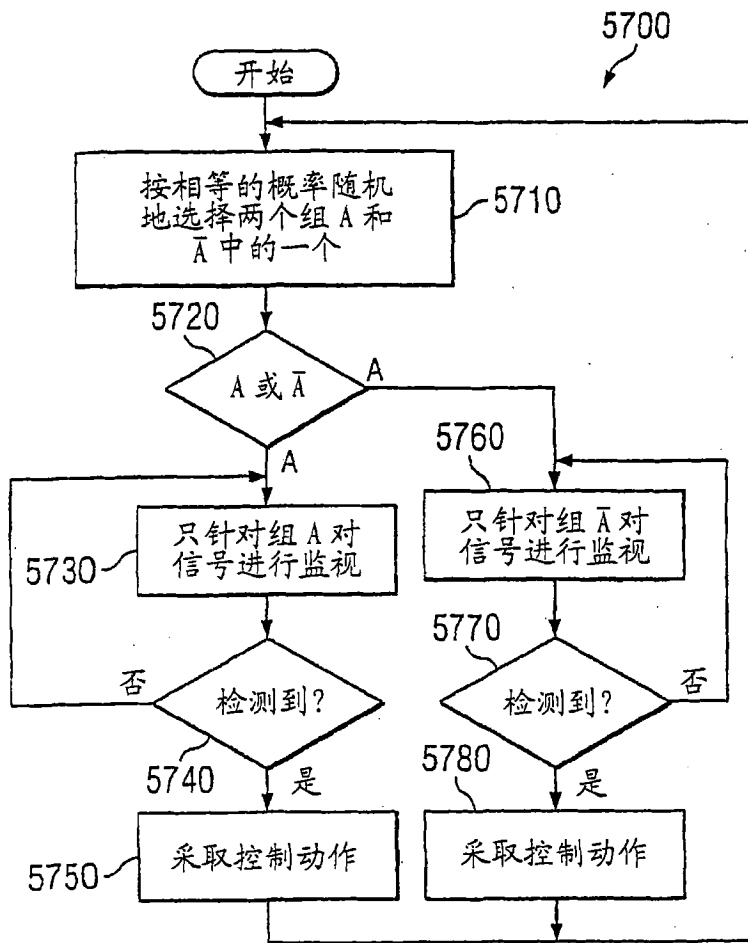 5700
开始
按相等的概率随机
地选择两个组 A 和
A̅ 中的一个
5710
5720
A 或 A̅
A
A
5760
只针对组 A 对
信号进行监视
5730
只针对组 A̅ 对
信号进行监视
5770
否
检测到?
5740
是
检测到?
否
5780
是
采取控制动作
5750
采取控制动作